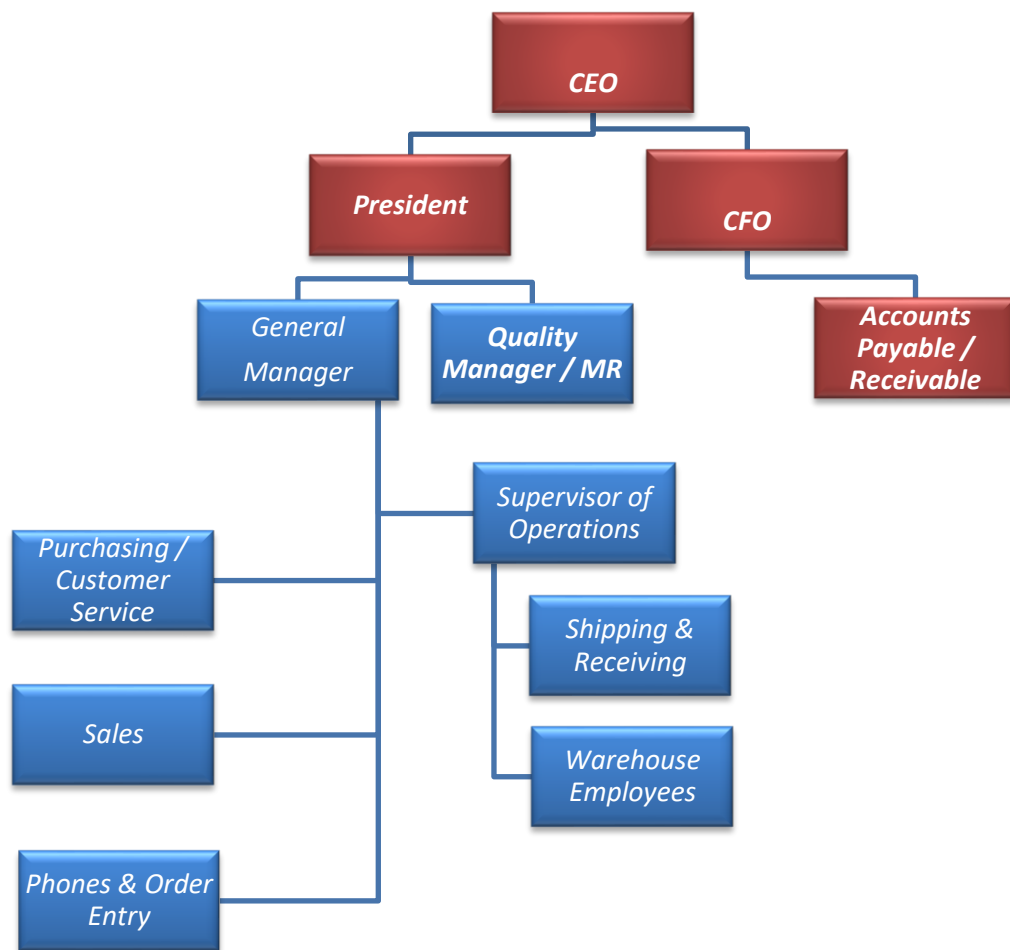 CEO
President
CFO
General
Manager
Quality
Manager / MR
Accounts
Payable /
Receivable
Supervisor of
Operations
Purchasing /
Customer
Service
Shipping &
Receiving
Sales
Warehouse
Employees
Phones & Order
Entry